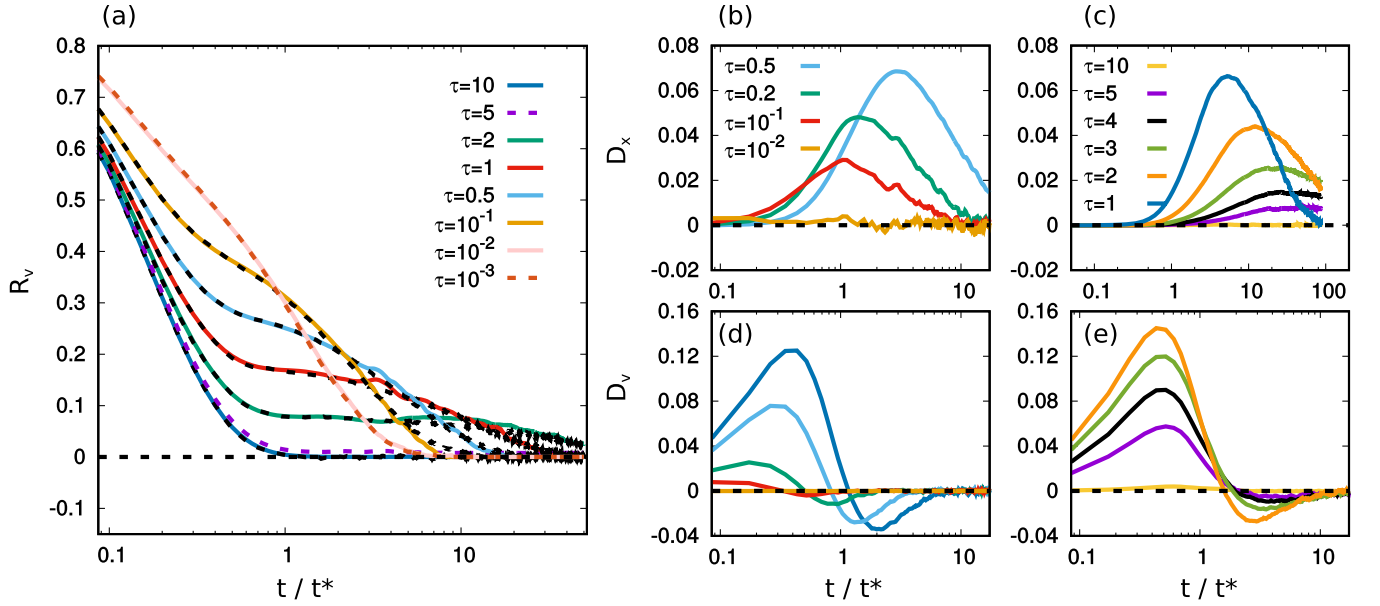 (a)
0.8
0.7
0.6
0.5
0.4
0.3
0.2
0.1
0
-0.1
R_v
0.1
1
10
t / t*
τ=10
τ=5
τ=2
τ=1
τ=0.5
τ=10⁻¹
τ=10⁻²
τ=10⁻³
(b)
0.08
0.06
0.04
0.02
0
-0.02
D_x
0.1
1
10
τ=0.5
τ=0.2
τ=10⁻¹
τ=10⁻²
(c)
0.08
0.06
0.04
0.02
0
-0.02
0.1
1
10
100
τ=10
τ=5
τ=4
τ=3
τ=2
τ=1
(d)
0.16
0.12
0.08
0.04
0
-0.04
D_v
0.1
1
10
t / t*
(e)
0.16
0.12
0.08
0.04
0
-0.04
0.1
1
10
t / t*